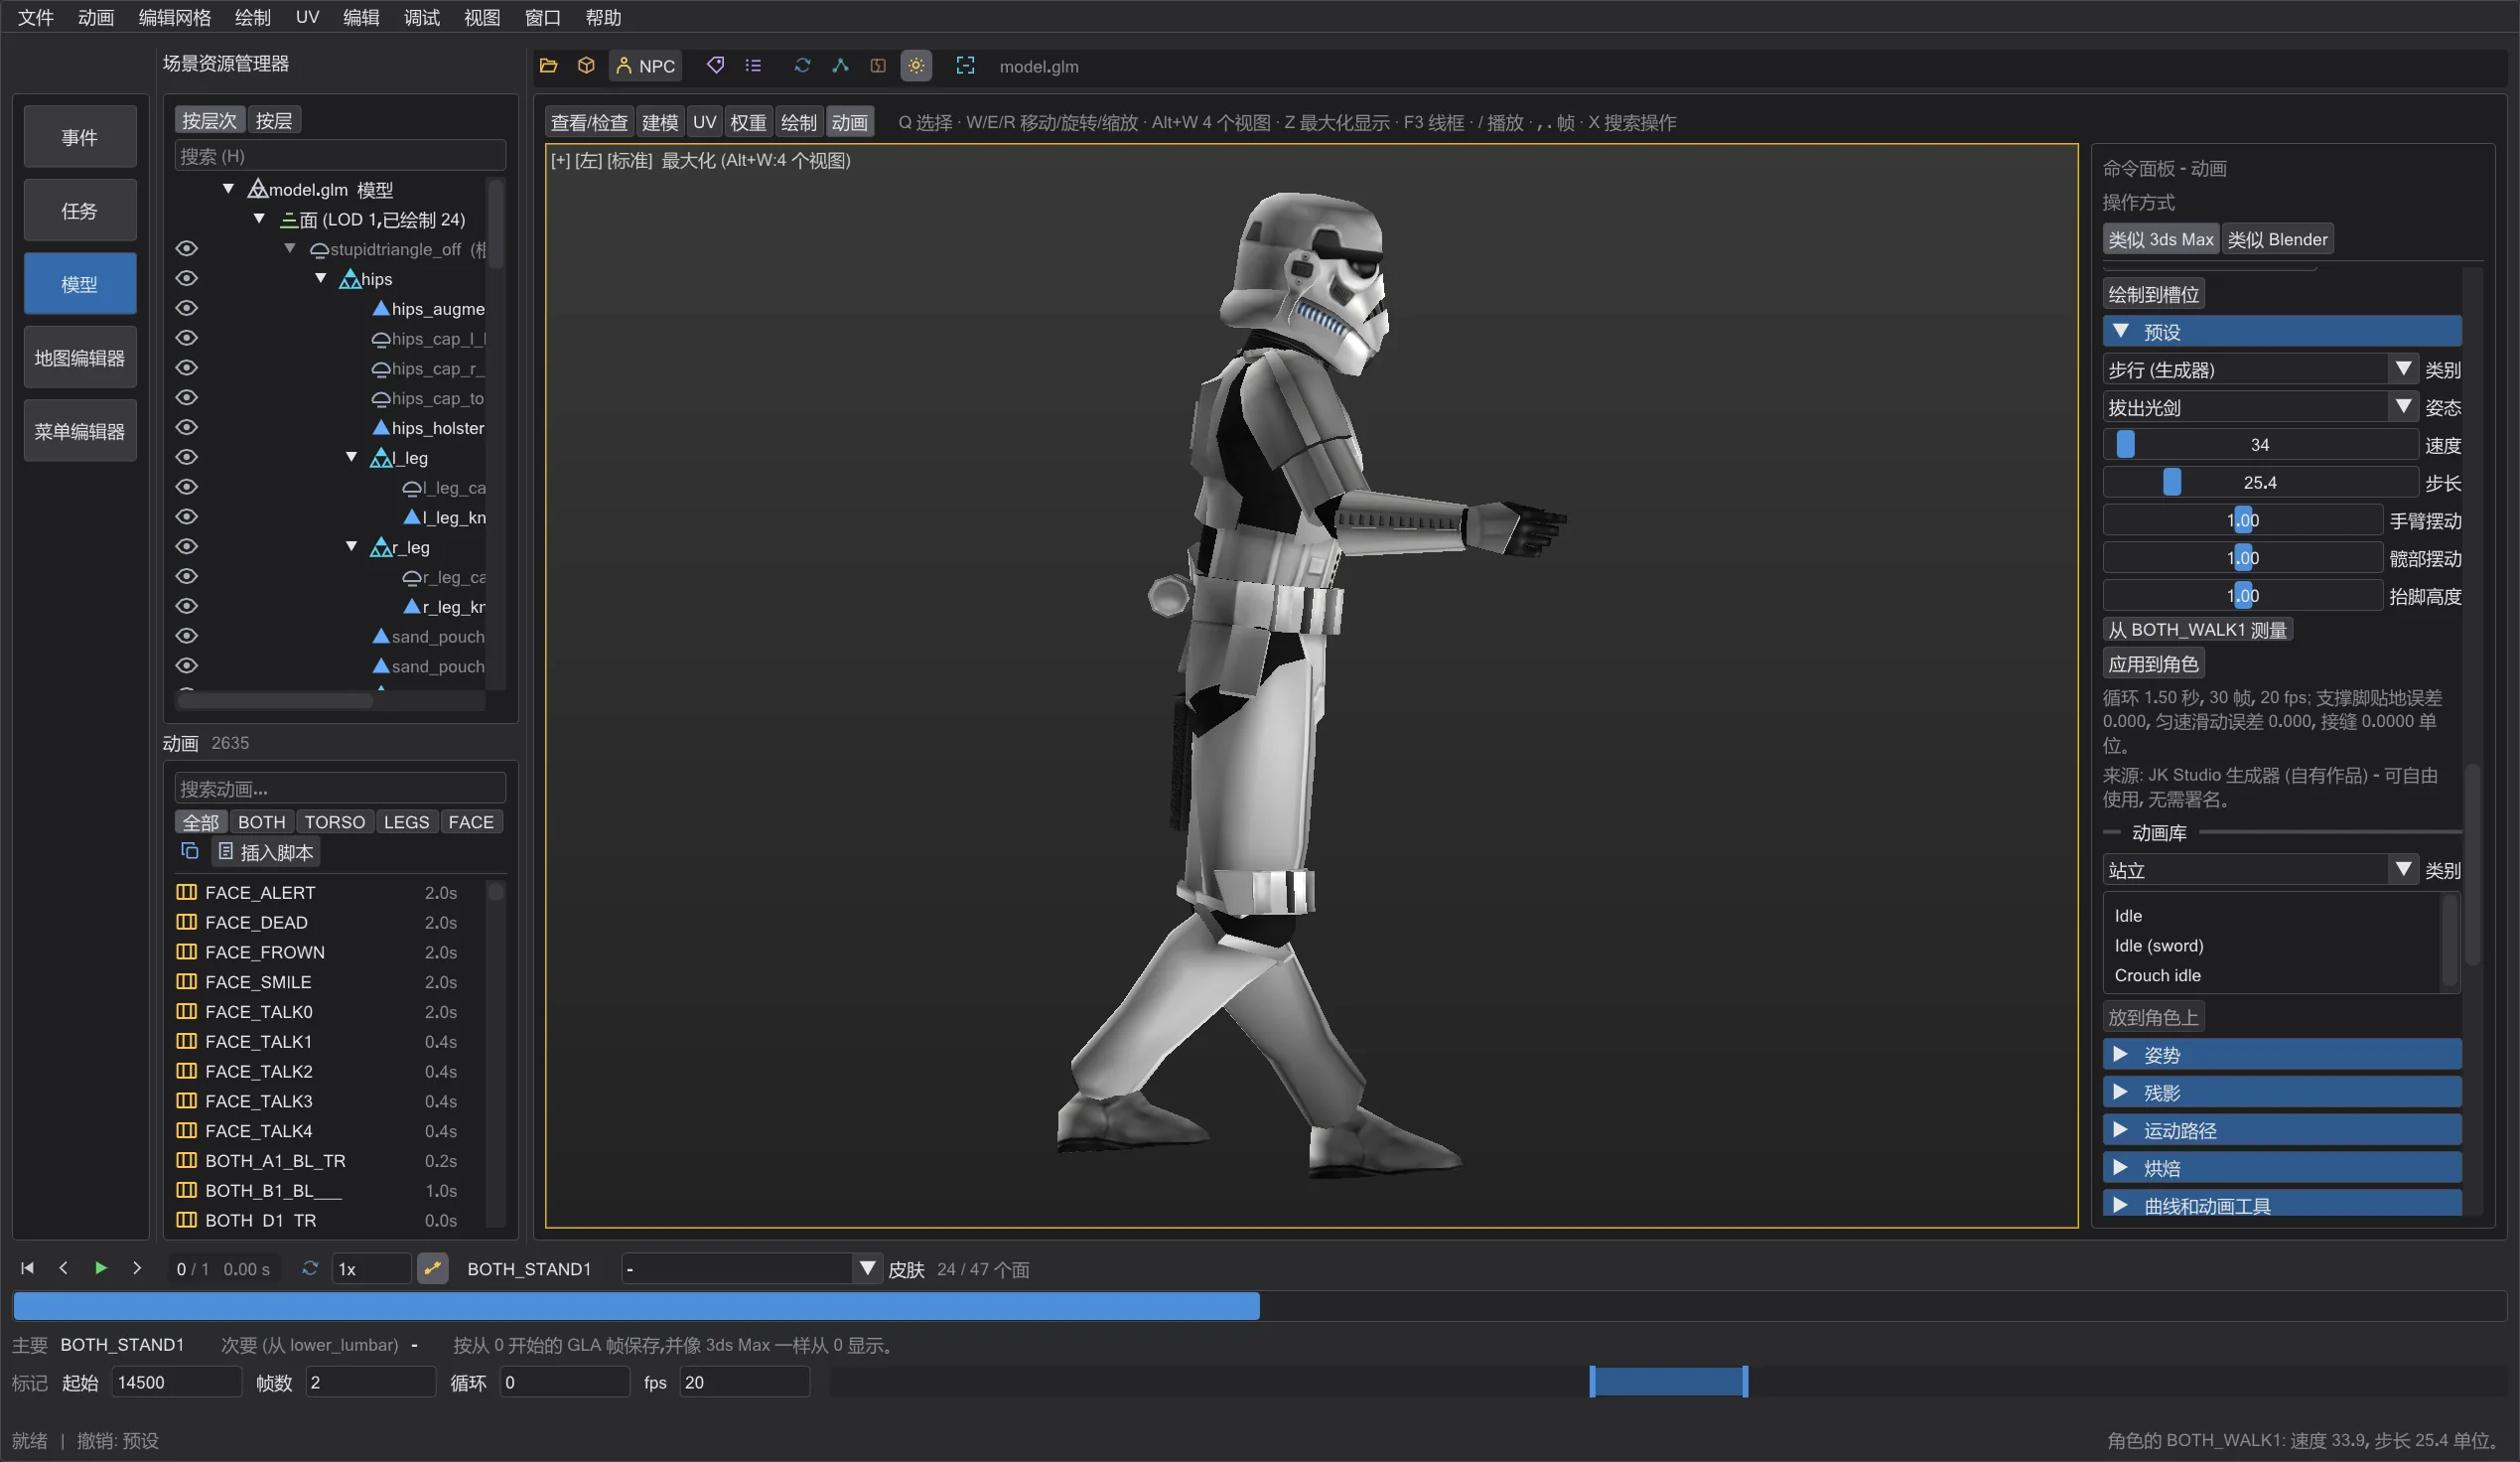 文件 动画 编辑网格 绘制 UV 编辑 调试 视图 窗口 帮助
场景资源管理器
NPC
model.glm
事件
任务
模型
地图编辑器
菜单编辑器
按层次 按层
搜索 (H)
model.glm 模型
面 (LOD 1,已绘制 24)
stupidtriangle_off
hips
hips_augme
hips_cap_l_
hips_cap_r_
hips_cap_to
hips_holster
l_leg
l_leg_ca
l_leg_kn
r_leg
r_leg_ca
r_leg_kr
sand_pouch
sand_pouch
动画 2635
搜索动画...
全部 BOTH TORSO LEGS FACE
插入脚本
FACE_ALERT 2.0s
FACE_DEAD 2.0s
FACE_FROWN 2.0s
FACE_SMILE 2.0s
FACE_TALK0 2.0s
FACE_TALK1 0.4s
FACE_TALK2 0.4s
FACE_TALK3 0.4s
FACE_TALK4 0.4s
BOTH_A1_BL_TR 0.2s
BOTH_B1_BL___ 1.0s
BOTH_D1_TR 0.0s
查看/检查 建模 UV 权重 绘制 动画 Q 选择 · W/E/R 移动/旋转/缩放 · Alt+W 4 个视图 · Z 最大化显示 · F3 线框 · / 播放 · , . 帧 · X 搜索操作
[+] [左] [标准] 最大化 (Alt+W:4 个视图)
命令面板 - 动画
操作方式
类似 3ds Max 类似 Blender
绘制到槽位
预设
步行 (生成器) 类别
拔出光剑 姿态
34 速度
25.4 步长
1.00 手臂摆动
1.00 髋部摆动
1.00 抬脚高度
从 BOTH_WALK1 测量
应用到角色
循环 1.50 秒, 30 帧, 20 fps; 支撑脚贴地误差
0.000, 匀速滑动误差 0.000, 接缝 0.0000 单
位。
来源: JK Studio 生成器 (自有作品) - 可自由
使用, 无需署名。
动画库
站立 类别
Idle
Idle (sword)
Crouch idle
放到角色上
姿势
残影
运动路径
烘焙
曲线和动画工具
0 / 1 0.00 s 1x BOTH_STAND1 - 皮肤 24 / 47 个面
主要 BOTH_STAND1 次要 (从 lower_lumbar) - 按从 0 开始的 GLA 帧保存,并像 3ds Max 一样从 0 显示。
标记 起始 14500 帧数 2 循环 0 fps 20
就绪 | 撤销: 预设
角色的 BOTH_WALK1: 速度 33.9, 步长 25.4 单位。